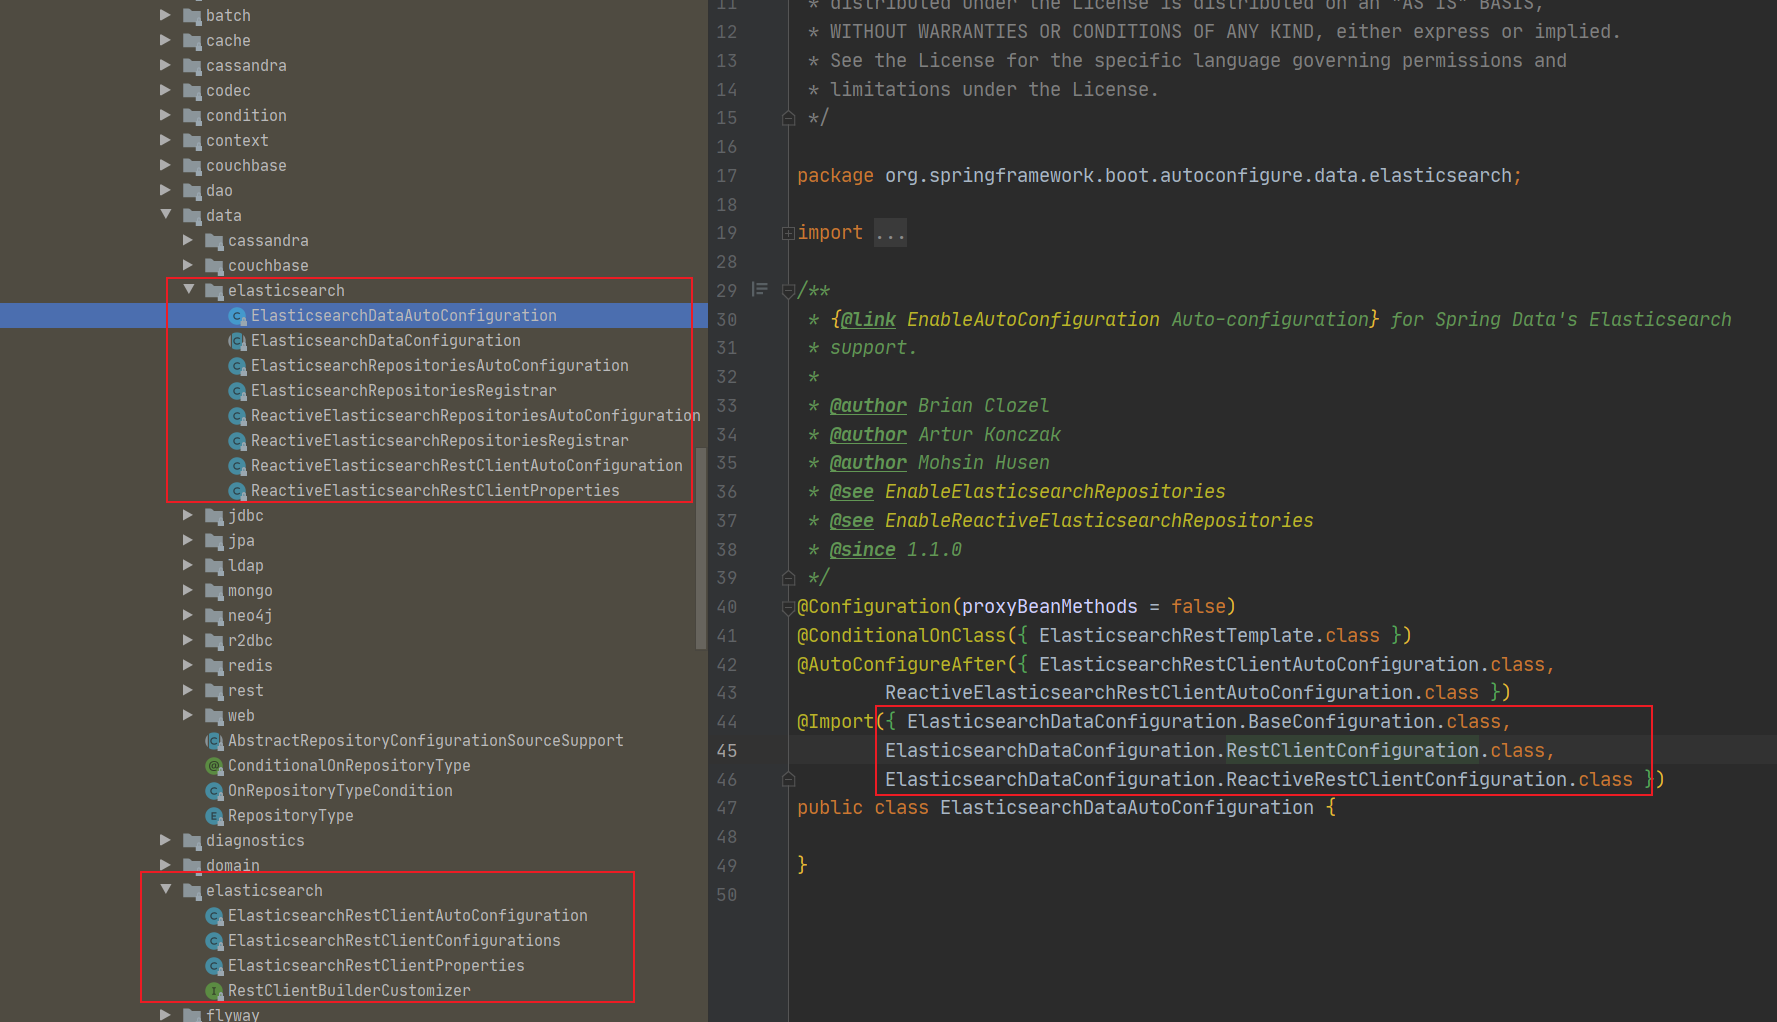 batch
cache
cassandra
codec
condition
context
couchbase
dao
data
cassandra
couchbase
elasticsearch
ElasticsearchDataAutoConfiguration
ElasticsearchDataConfiguration
ElasticsearchRepositoriesAutoConfiguration
ElasticsearchRepositoriesRegistrar
ReactiveElasticsearchRepositoriesAutoConfiguration
ReactiveElasticsearchRepositoriesRegistrar
ReactiveElasticsearchRestClientAutoConfiguration
ReactiveElasticsearchRestClientProperties
jdbc
jpa
ldap
mongo
neo4j
r2dbc
redis
rest
web
AbstractRepositoryConfigurationSourceSupport
ConditionalOnRepositoryType
OnRepositoryTypeCondition
RepositoryType
diagnostics
domain
elasticsearch
ElasticsearchRestClientAutoConfiguration
ElasticsearchRestClientConfigurations
ElasticsearchRestClientProperties
RestClientBuilderCustomizer
flyway
11 * distributed under the License is distributed on an "AS IS" BASIS,
12 * WITHOUT WARRANTIES OR CONDITIONS OF ANY KIND, either express or implied.
13 * See the License for the specific language governing permissions and
14 * limitations under the License.
15 */
16
17 package org.springframework.boot.autoconfigure.data.elasticsearch;
18
19 import ...
28
29 /**
30 * {@link EnableAutoConfiguration Auto-configuration} for Spring Data's Elasticsearch
31 * support.
32 *
33 * @author Brian Clozel
34 * @author Artur Konczak
35 * @author Mohsin Husen
36 * @see EnableElasticsearchRepositories
37 * @see EnableReactiveElasticsearchRepositories
38 * @since 1.1.0
39 */
40 @Configuration(proxyBeanMethods = false)
41 @ConditionalOnClass({ ElasticsearchRestTemplate.class })
42 @AutoConfigureAfter({ ElasticsearchRestClientAutoConfiguration.class,
43 ReactiveElasticsearchRestClientAutoConfiguration.class })
44 @Import({ ElasticsearchDataConfiguration.BaseConfiguration.class,
45 ElasticsearchDataConfiguration.RestClientConfiguration.class,
46 ElasticsearchDataConfiguration.ReactiveRestClientConfiguration.class })
47 public class ElasticsearchDataAutoConfiguration {
48
49 }
50